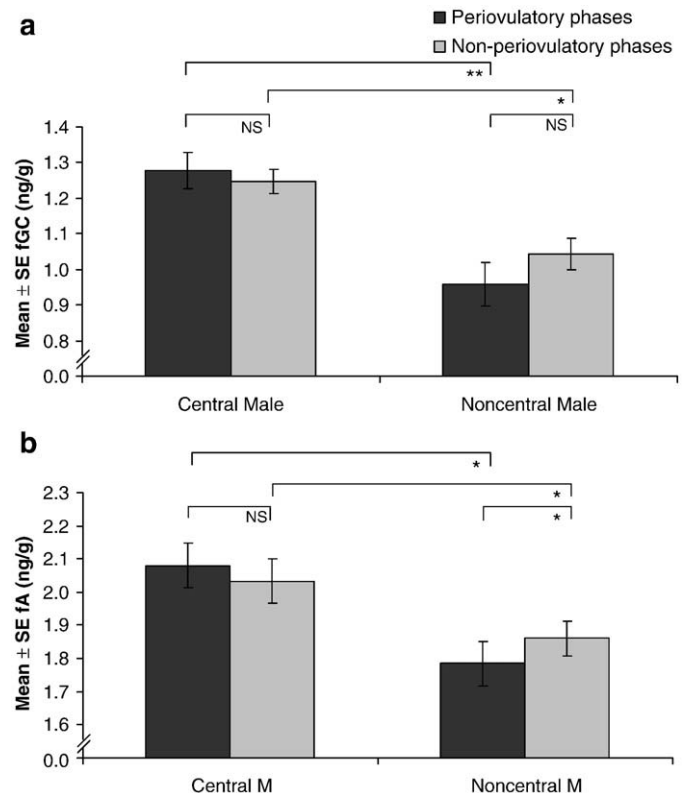 a
Periovulatory phases
Non-periovulatory phases
**
*
NS
NS
Mean ± SE fGC (ng/g)
1.4
1.3
1.2
1.1
1.0
0.9
0.8
0.0
Central Male
Noncentral Male
b
*
*
NS
*
Mean ± SE fA (ng/g)
2.3
2.2
2.1
2.0
1.9
1.8
1.7
1.6
0.0
Central M
Noncentral M